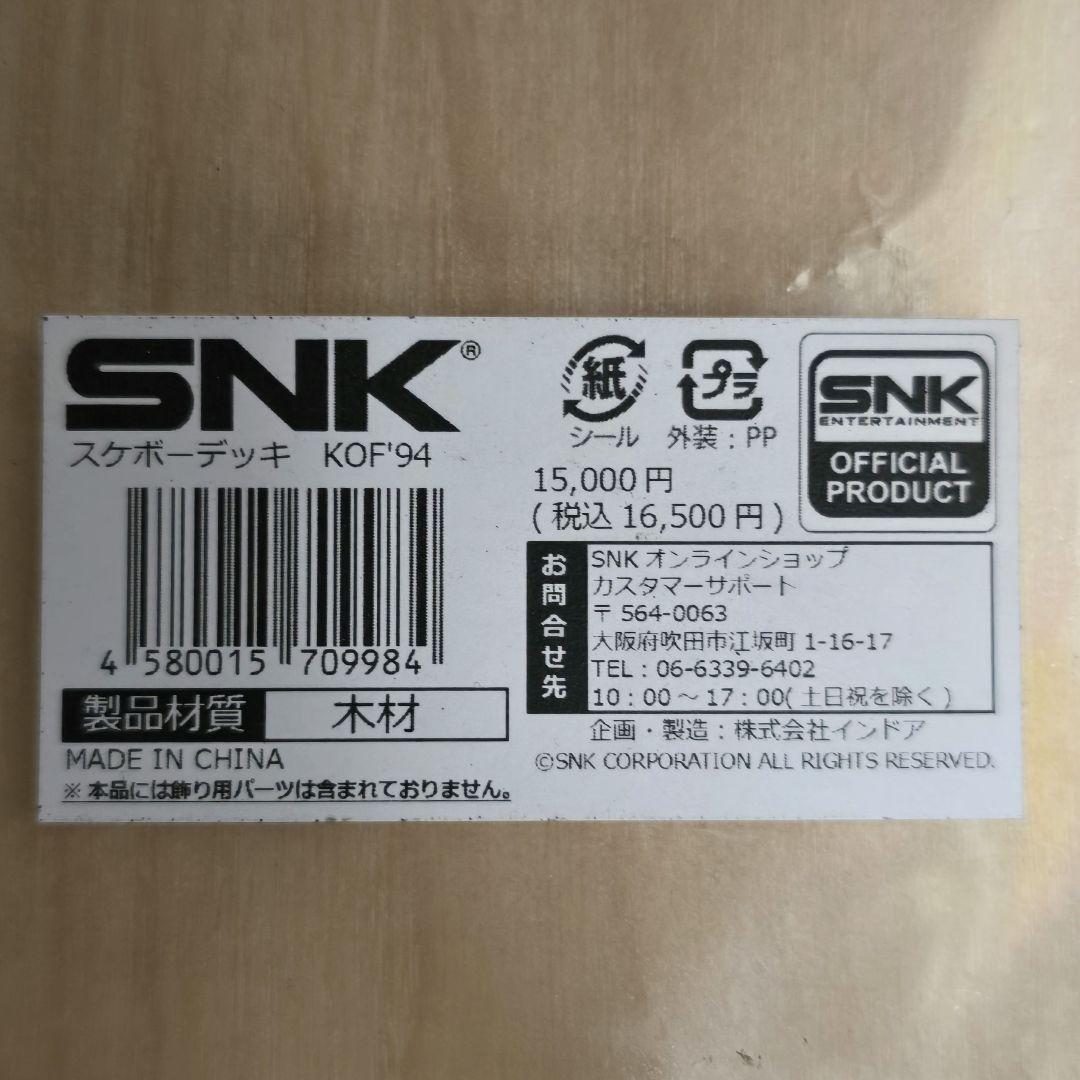 SNK®
スケボーデッキ KOF'94
4 580015 709984
製品材質 木材
MADE IN CHINA
※本品には飾り用パーツは含まれておりません。
紙
シール
プラ
外装：PP
15,000円
(税込 16,500円)
SNK
ENTERTAINMENT
OFFICIAL
PRODUCT
お問合せ先
SNKオンラインショップ
カスタマーサポート
〒564-0063
大阪府吹田市江坂町 1-16-17
TEL：06-6339-6402
10：00～17：00(土日祝を除く)
企画・製造：株式会社インドア
©SNK CORPORATION ALL RIGHTS RESERVED.